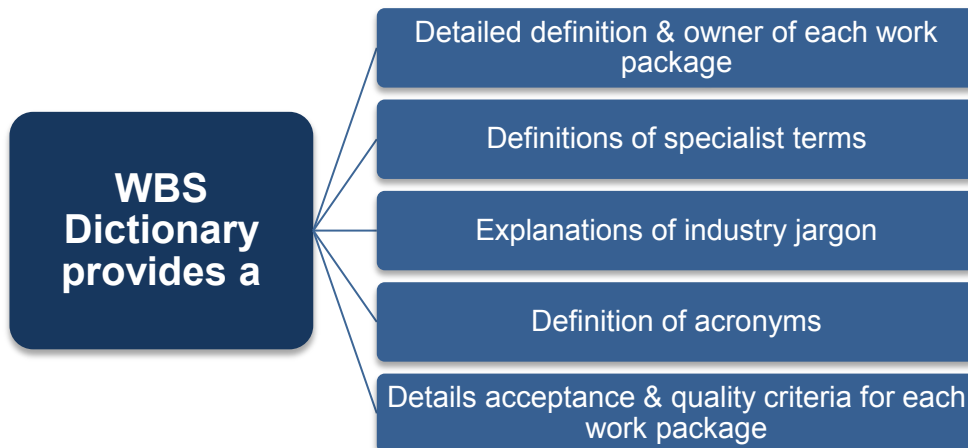 WBS
Dictionary
provides a
Detailed definition & owner of each work
package
Definitions of specialist terms
Explanations of industry jargon
Definition of acronyms
Details acceptance & quality criteria for each
work package